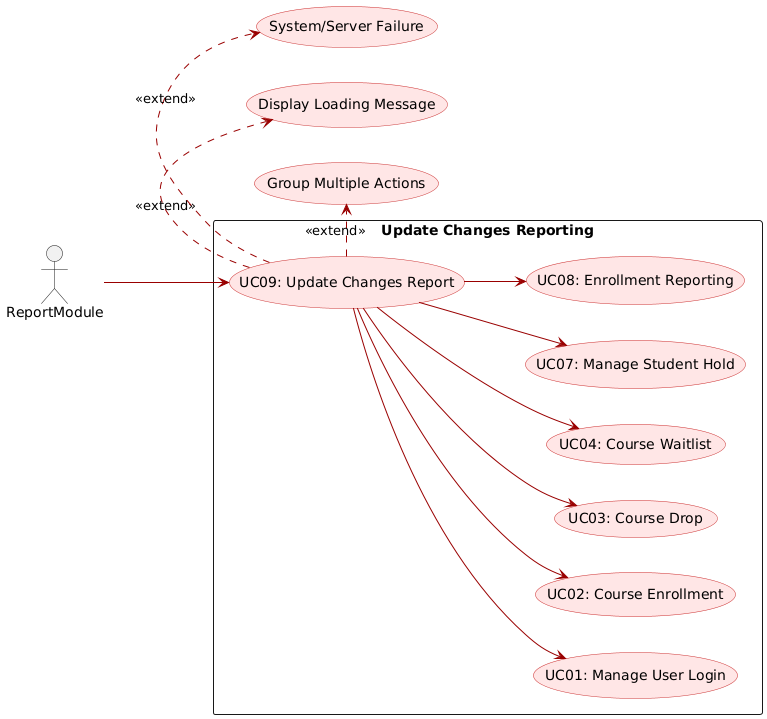 System/Server Failure
«extend»
Display Loading Message
Group Multiple Actions
«extend»
«extend»
Update Changes Reporting
UC09: Update Changes Report
UC08: Enrollment Reporting
ReportModule
UC07: Manage Student Hold
UC04: Course Waitlist
UC03: Course Drop
UC02: Course Enrollment
UC01: Manage User Login